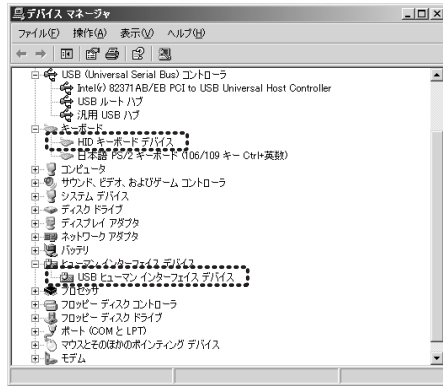 デバイス マネージャ
ファイル(F) 操作(A) 表示(V) ヘルプ(H)
USB (Universal Serial Bus) コントローラ
Intel(r) 82371AB/EB PCI to USB Universal Host Controller
USB ルート ハブ
汎用 USB ハブ
キーボード
HID キーボード デバイス
日本語 PS/2 キーボード (106/109 キー Ctrl+英数)
コンピュータ
サウンド、ビデオ、およびゲーム コントローラ
システム デバイス
ディスク ドライブ
ディスプレイ アダプタ
ネットワーク アダプタ
バッテリ
ヒューマン インターフェイス デバイス
USB ヒューマン インターフェイス デバイス
プロセッサ
フロッピー ディスク コントローラ
フロッピー ディスク ドライブ
ポート (COM と LPT)
マウスとそのほかのポインティング デバイス
モデム